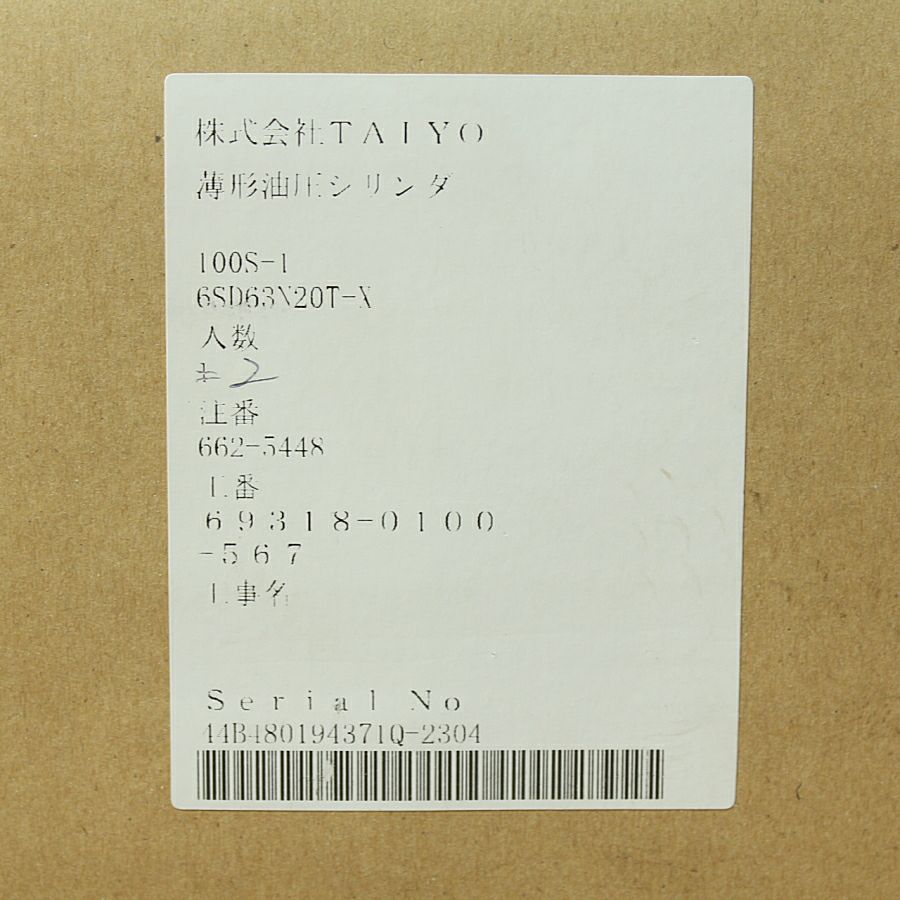 株式会社TAIYO
薄形油圧シリンダ
100S-1
6SD63N20T-X
人数
2
注番
662-5448
工番
69318-0100
-567
工事名
Serial No
44B480194371Q-2304